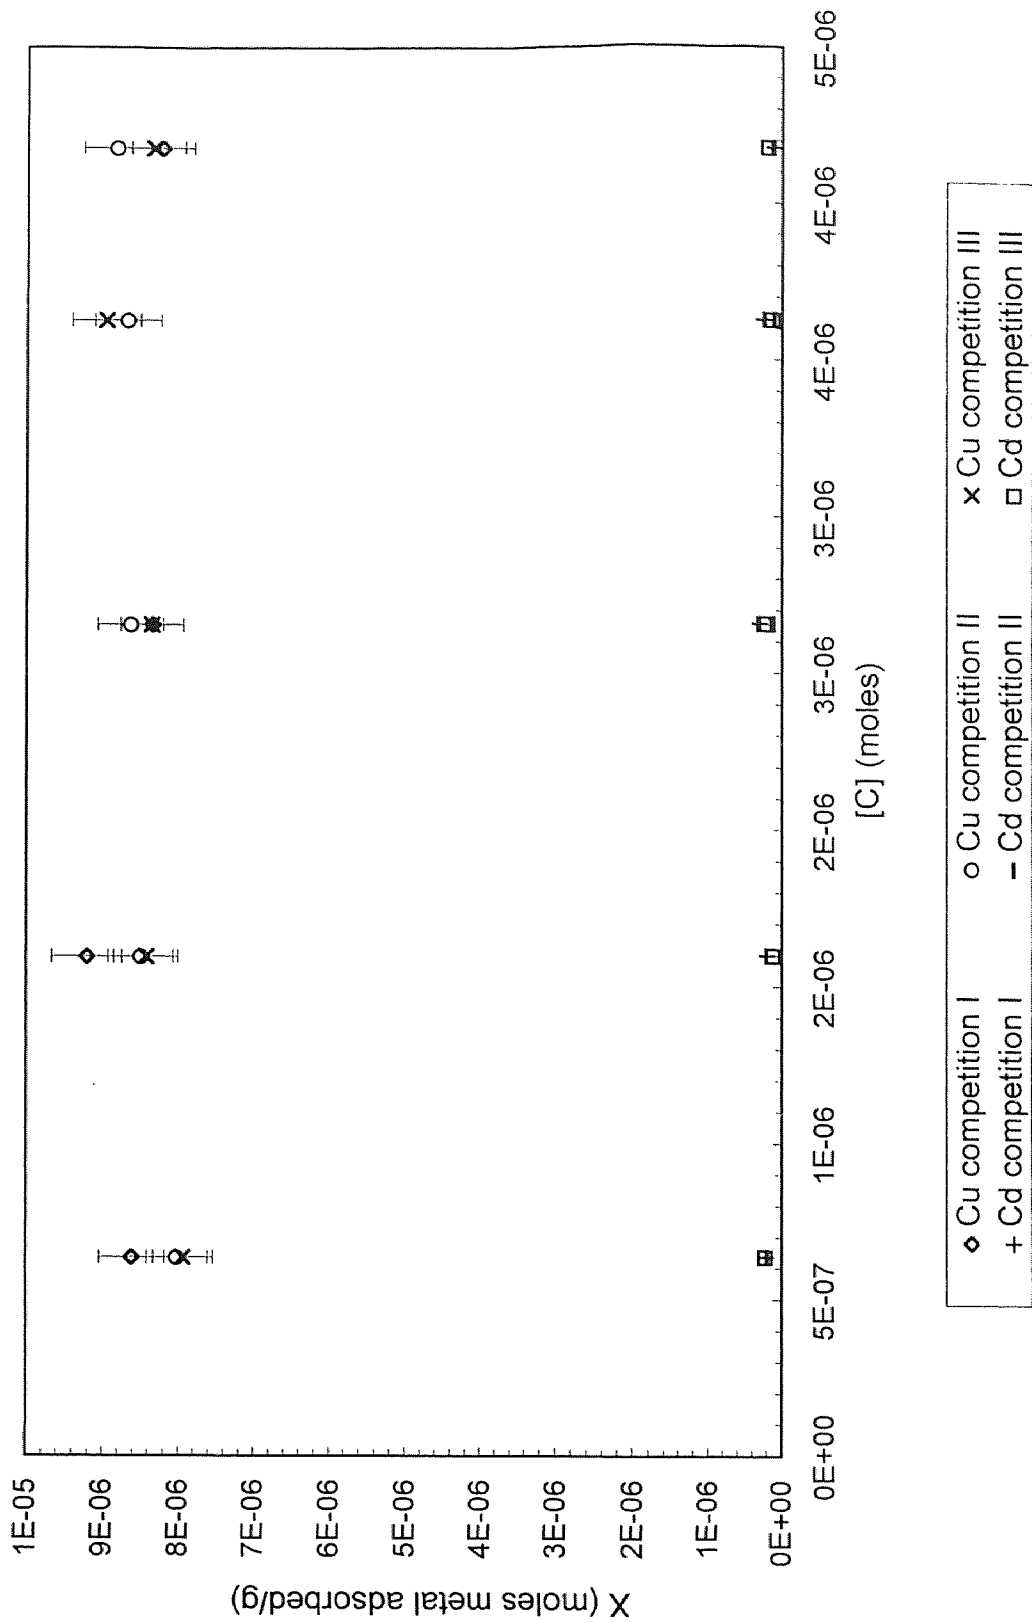 X (moles metal adsorbed/g)
1E-05
9E-06
8E-06
7E-06
6E-06
5E-06
4E-06
3E-06
2E-06
1E-06
0E+00
0E+00
5E-07
1E-06
2E-06
2E-06
3E-06
3E-06
4E-06
4E-06
5E-06
[C] (moles)
Cu competition I
Cu competition II
Cu competition III
Cd competition I
Cd competition II
Cd competition III